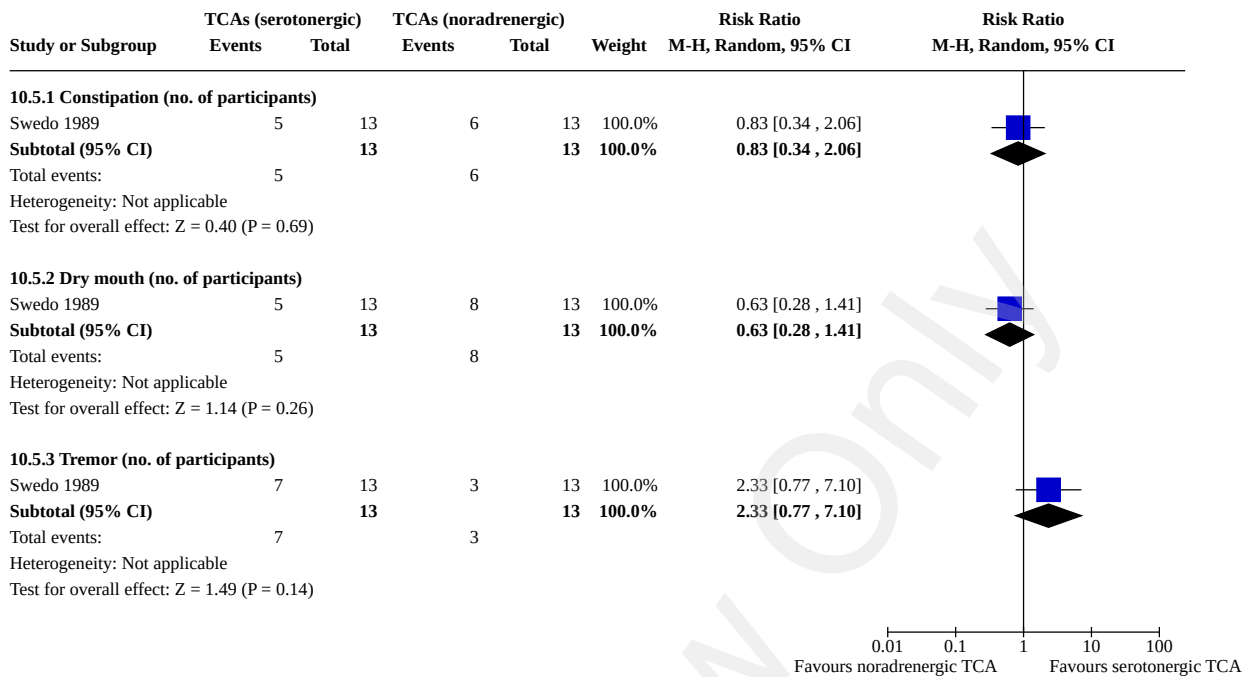 TCAs (serotonergic) TCAs (noradrenergic) Risk Ratio Risk Ratio
Study or Subgroup Events Total Events Total Weight M-H, Random, 95% CI M-H, Random, 95% CI
10.5.1 Constipation (no. of participants)
Swedo 1989 5 13 6 13 100.0% 0.83 [0.34 , 2.06]
Subtotal (95% CI) 13 13 100.0% 0.83 [0.34 , 2.06]
Total events: 5 6
Heterogeneity: Not applicable
Test for overall effect: Z = 0.40 (P = 0.69)
10.5.2 Dry mouth (no. of participants)
Swedo 1989 5 13 8 13 100.0% 0.63 [0.28 , 1.41]
Subtotal (95% CI) 13 13 100.0% 0.63 [0.28 , 1.41]
Total events: 5 8
Heterogeneity: Not applicable
Test for overall effect: Z = 1.14 (P = 0.26)
10.5.3 Tremor (no. of participants)
Swedo 1989 7 13 3 13 100.0% 2.33 [0.77 , 7.10]
Subtotal (95% CI) 13 13 100.0% 2.33 [0.77 , 7.10]
Total events: 7 3
Heterogeneity: Not applicable
Test for overall effect: Z = 1.49 (P = 0.14)
0.01 0.1 1 10 100
Favours noradrenergic TCA Favours serotonergic TCA
Only